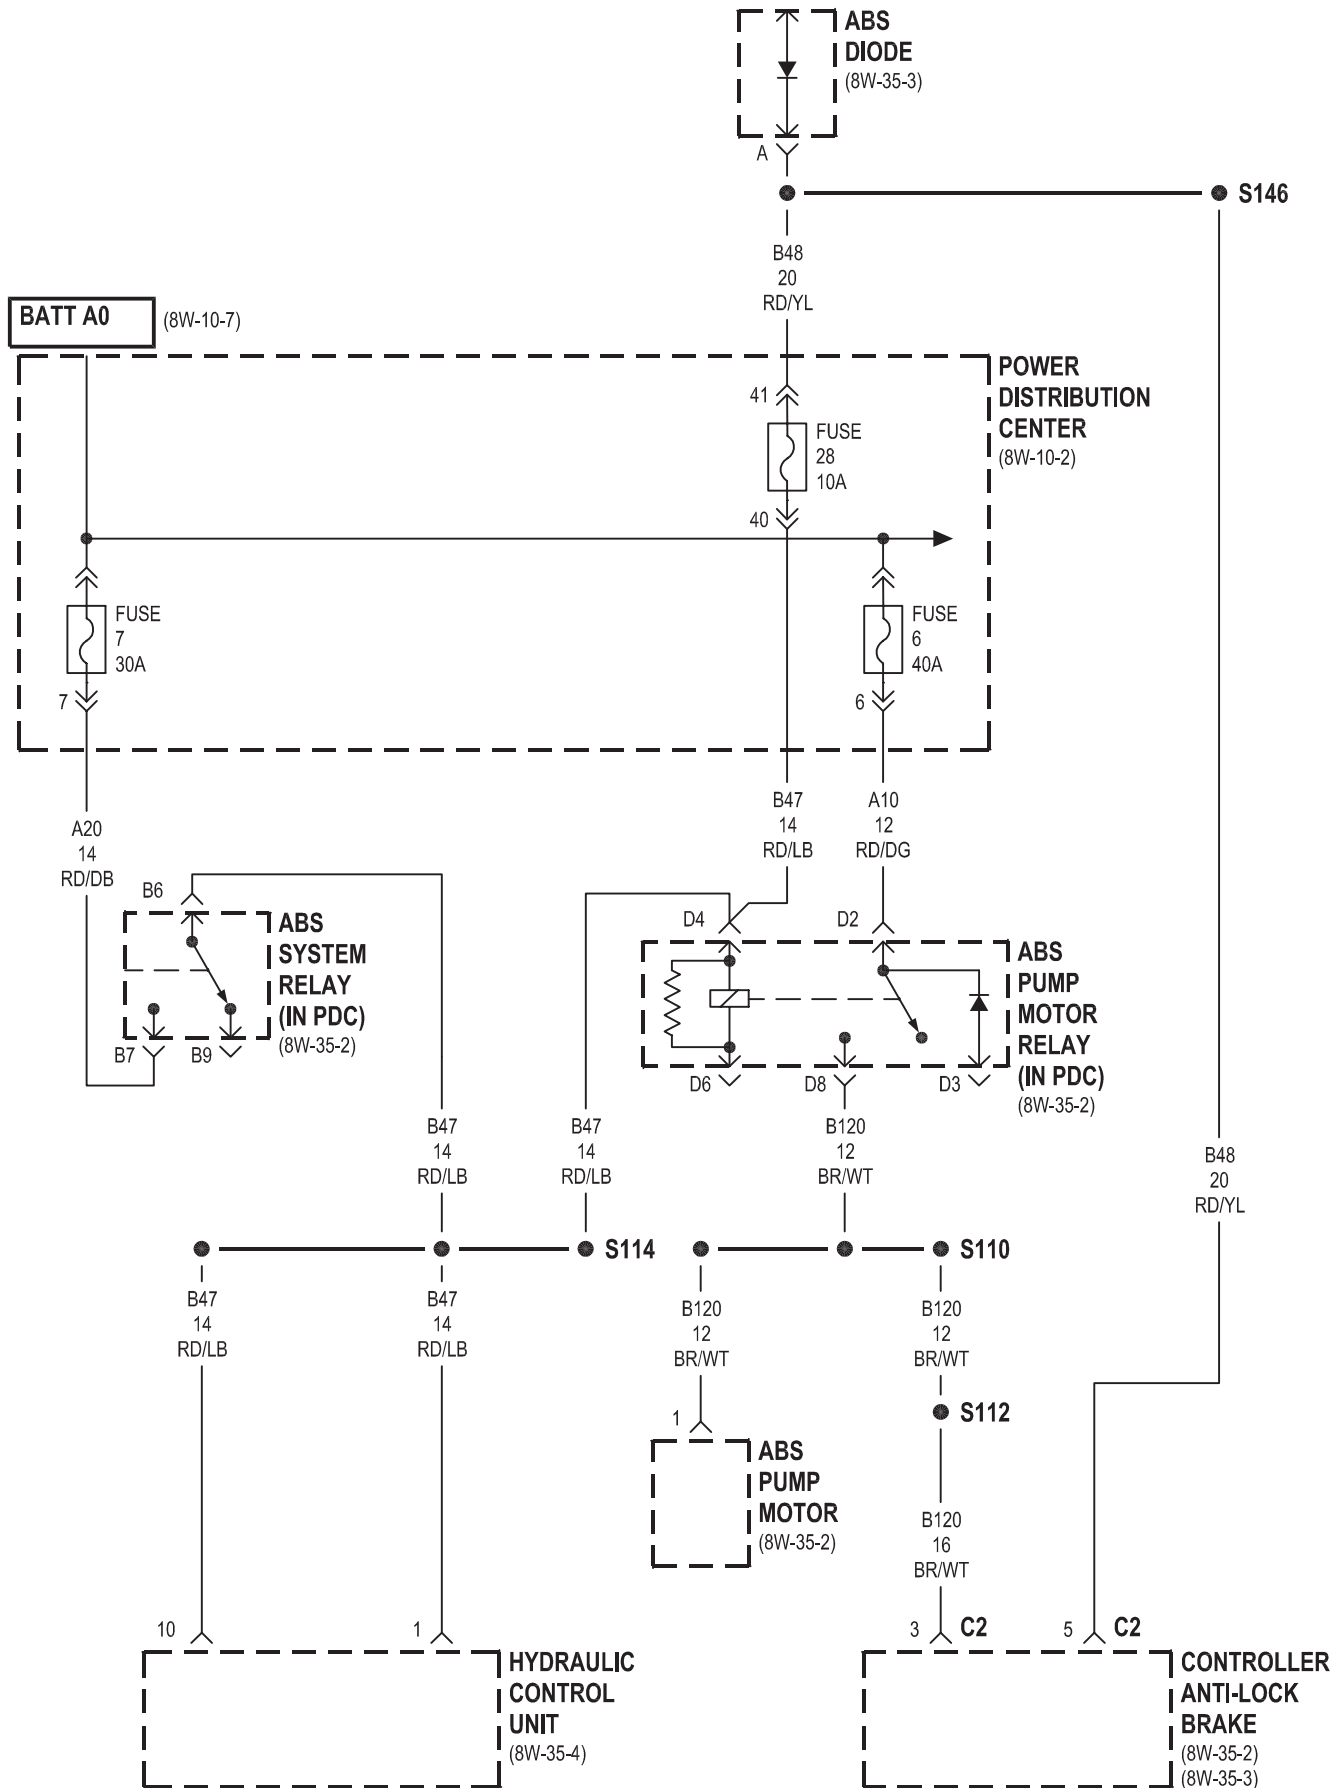 ABS
DIODE
(8W-35-3)
A
S146
B48
20
RD/YL
BATT A0
(8W-10-7)
POWER
DISTRIBUTION
CENTER
(8W-10-2)
41
FUSE
28
10A
40
FUSE
7
30A
7
FUSE
6
40A
6
A20
14
RD/DB
B47
14
RD/LB
A10
12
RD/DG
B6
ABS
SYSTEM
RELAY
(IN PDC)
(8W-35-2)
B7
B9
D4
D2
ABS
PUMP
MOTOR
RELAY
(IN PDC)
(8W-35-2)
D6
D8
D3
B47
14
RD/LB
B47
14
RD/LB
B120
12
BR/WT
B48
20
RD/YL
S114
S110
B47
14
RD/LB
B47
14
RD/LB
B120
12
BR/WT
B120
12
BR/WT
S112
1
ABS
PUMP
MOTOR
(8W-35-2)
B120
16
BR/WT
10
1
3
C2
5
C2
HYDRAULIC
CONTROL
UNIT
(8W-35-4)
CONTROLLER
ANTI-LOCK
BRAKE
(8W-35-2)
(8W-35-3)